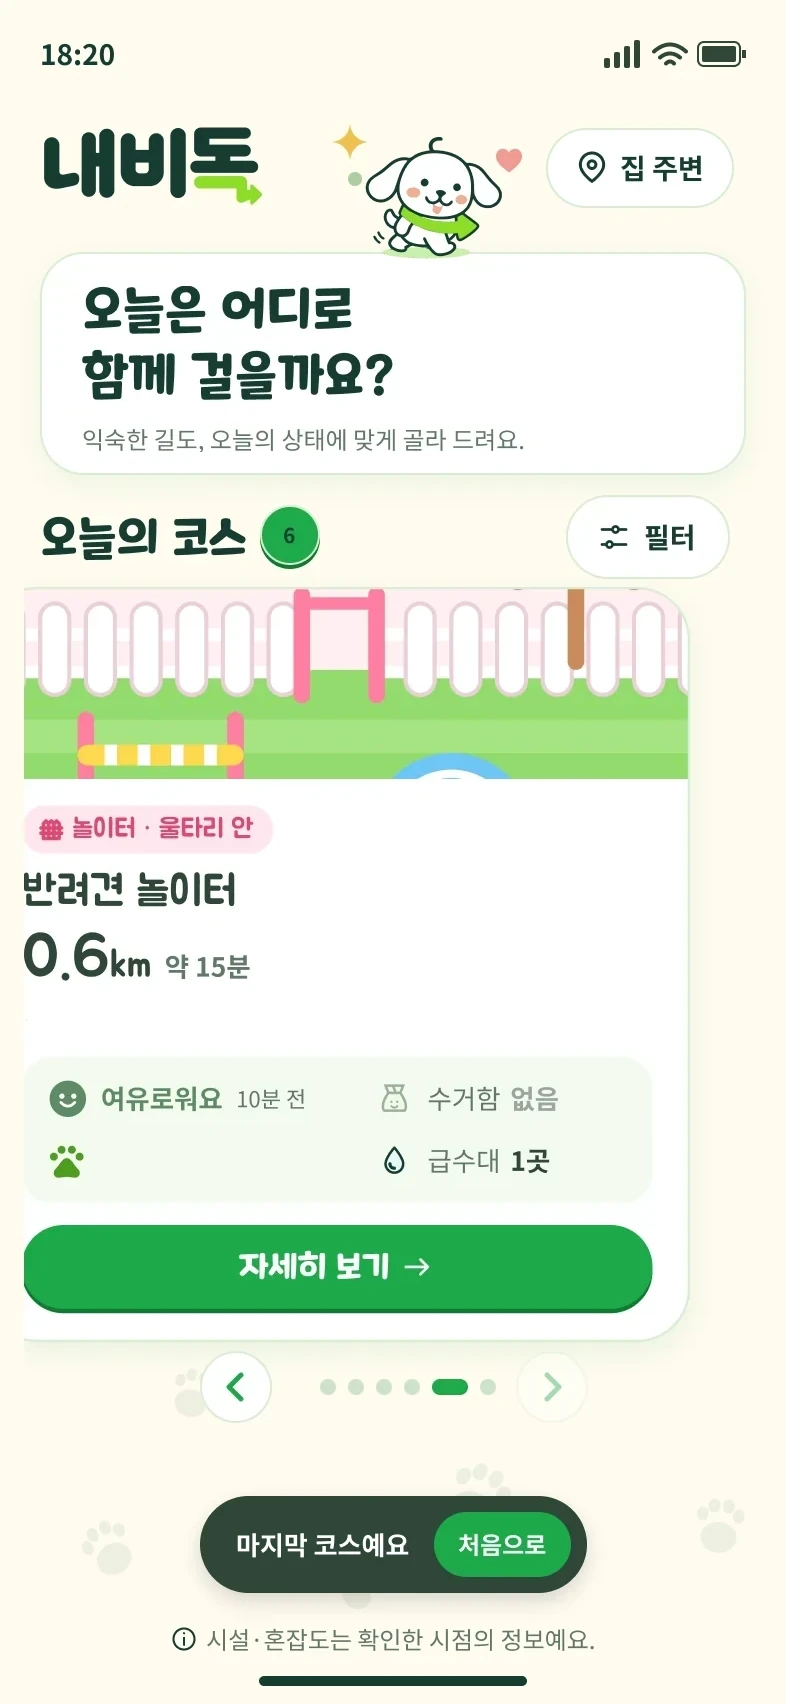 18:20
내비독
집 주변
오늘은 어디로
함께 걸을까요?
익숙한 길도, 오늘의 상태에 맞게 골라 드려요.
오늘의 코스 6
필터
놀이터 · 울타리 안
반려견 놀이터
0.6km 약 15분
여유로워요 10분 전
수거함 없음
급수대 1곳
자세히 보기 →
마지막 코스예요 처음으로
시설·혼잡도는 확인한 시점의 정보예요.